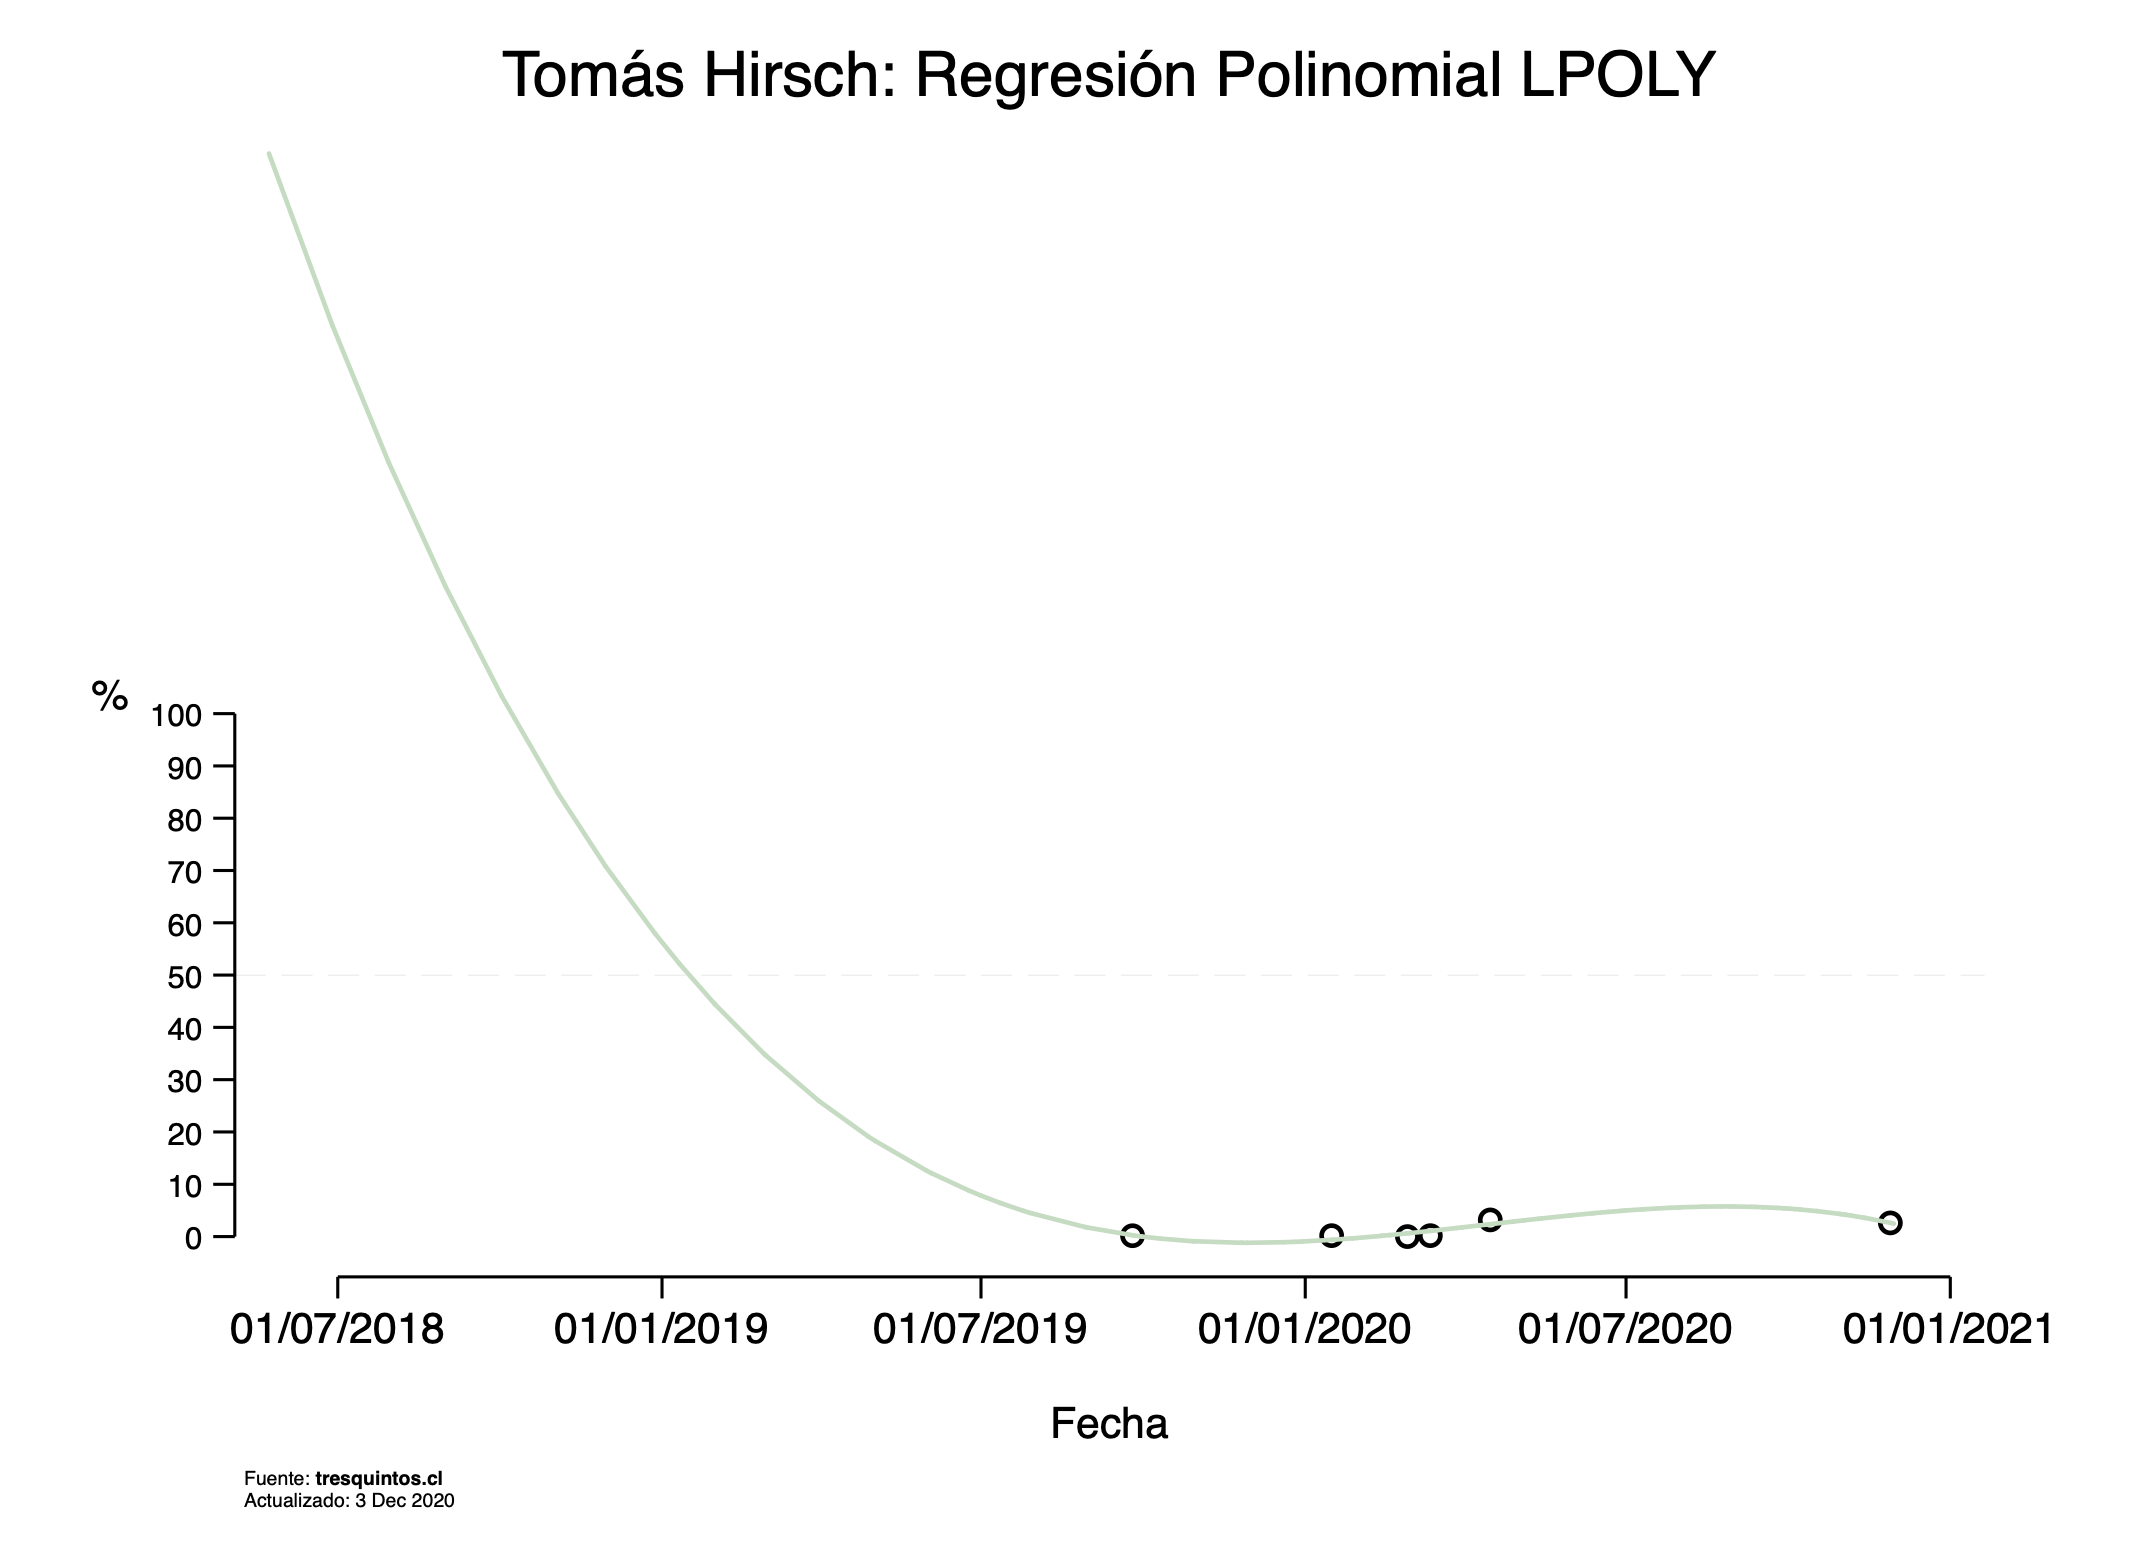 Tomás Hirsch: Regresión Polinomial LPOLY
%
100
90
80
70
60
50
40
30
20
10
0
01/07/2018 01/01/2019 01/07/2019 01/01/2020 01/07/2020 01/01/2021
Fecha
Fuente: tresquintos.cl
Actualizado: 3 Dec 2020